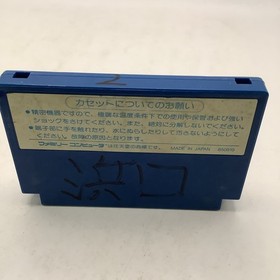 カセットについてのお願い
●精密機器ですので、極端な温度条件下での使用や保管および強い
ショックをさけてください。また、絶対に分解しないでください。
●端子部に手を触れたり、水にぬらしたりして汚さないようにして
ください。故障の原因となります。
ファミリーコンピュータ
MADE IN JAPAN
浜口